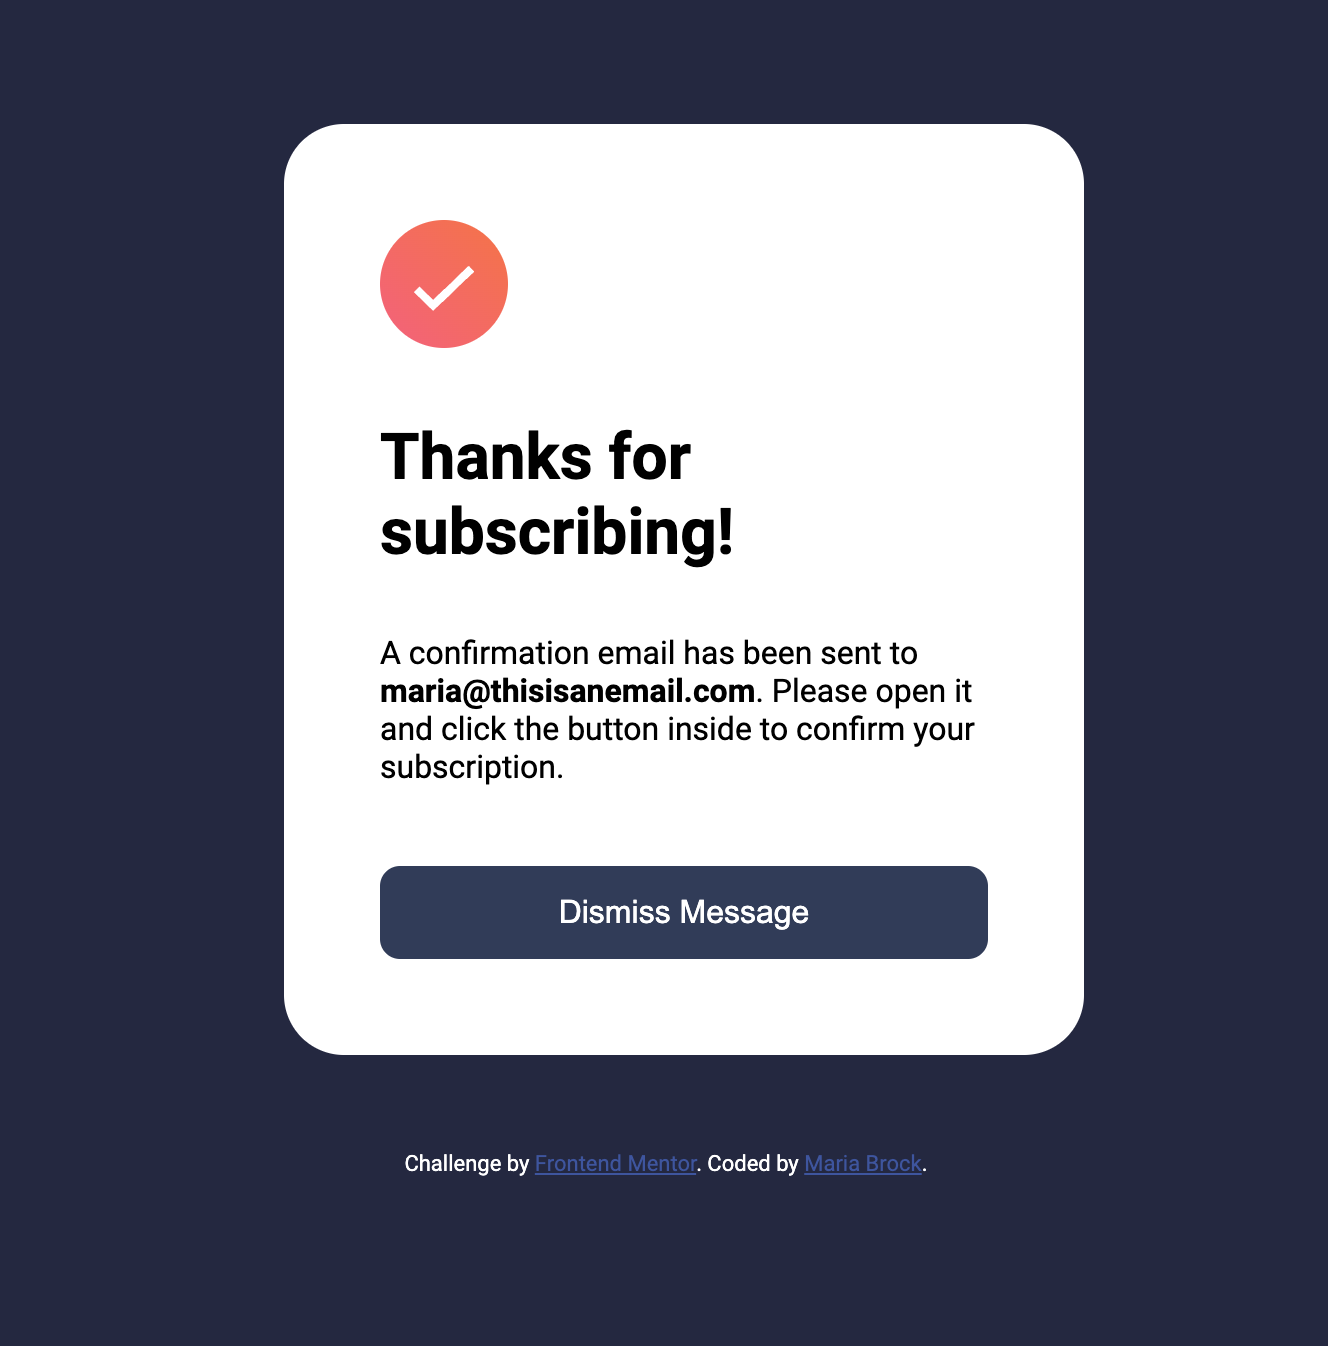 Thanks for
subscribing!
A confirmation email has been sent to
maria@thisisanemail.com. Please open it
and click the button inside to confirm your
subscription.
Dismiss Message
Challenge by Frontend Mentor. Coded by Maria Brock.